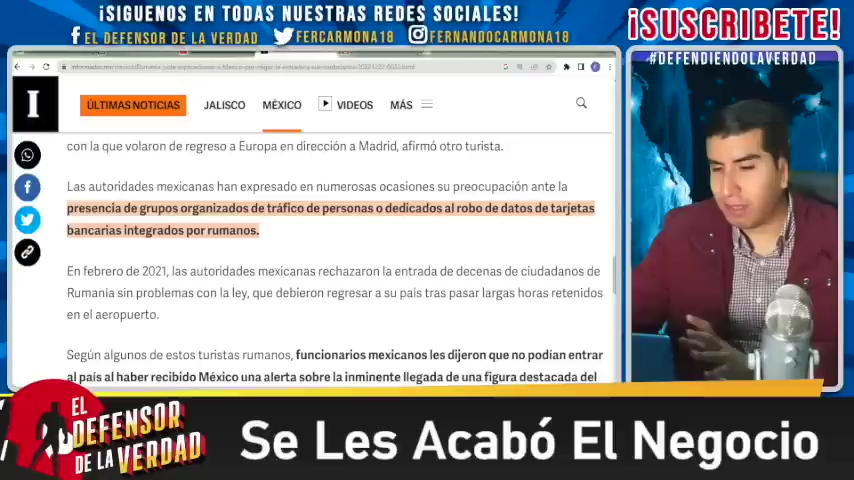 ¡SIGUENOS EN TODAS NUESTRAS REDES SOCIALES!
EL DEFENSOR DE LA VERDAD FERCARMONA18 FERNANDOCARMONA18
¡SUSCRIBETE!
#DEFENDIENDOLAVERDAD
I
ÚLTIMAS NOTICIAS JALISCO MÉXICO VIDEOS MÁS
con la que volaron de regreso a Europa en dirección a Madrid, afirmó otro turista.
Las autoridades mexicanas han expresado en numerosas ocasiones su preocupación ante la
presencia de grupos organizados de tráfico de personas o dedicados al robo de datos de tarjetas
bancarias integrados por rumanos.
En febrero de 2021, las autoridades mexicanas rechazaron la entrada de decenas de ciudadanos de
Rumania sin problemas con la ley, que debieron regresar a su país tras pasar largas horas retenidos
en el aeropuerto.
Según algunos de estos turistas rumanos, funcionarios mexicanos les dijeron que no podían entrar
al país al haber recibido México una alerta sobre la inminente llegada de una figura destacada del
EL
DEFENSOR
DE LA VERDAD
Se Les Acabó El Negocio